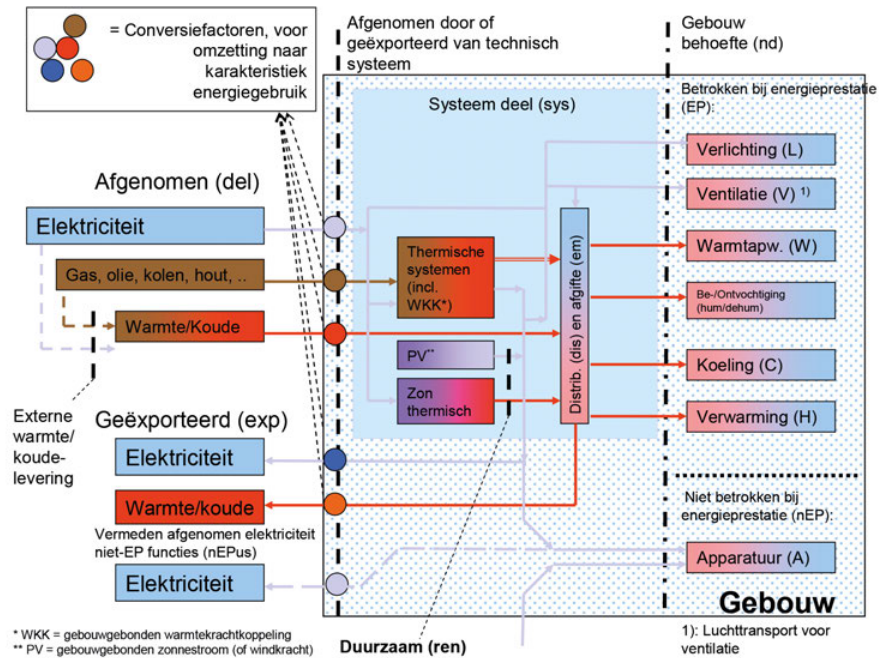 = Conversiefactoren, voor
omzetting naar
karakteristiek
energiegebruik
Afgenomen door of
geëxporteerd van technisch
systeem
Gebouw
behoefte (nd)
Systeem deel (sys)
Betrokken bij energieprestatie
(EP):
Verlichting (L)
Ventilatie (V) 1)
Warmtapw. (W)
Be-/Ontvochtiging
(hum/dehum)
Koeling (C)
Verwarming (H)
Afgenomen (del)
Elektriciteit
Gas, olie, kolen, hout, ..
Warmte/Koude
Thermische
systemen
(incl.
WKK*)
PV**
Zon
thermisch
Distrib. (dis) en afgifte (em)
Externe
warmte/
koude-
levering
Geëxporteerd (exp)
Elektriciteit
Warmte/koude
Vermeden afgenomen elektriciteit
niet-EP functies (nEPus)
Elektriciteit
Niet betrokken bij
energieprestatie (nEP):
Apparatuur (A)
Gebouw
* WKK = gebouwgebonden warmtekrachtkoppeling
** PV = gebouwgebonden zonnestroom (of windkracht)
Duurzaam (ren)
1): Luchttransport voor
ventilatie